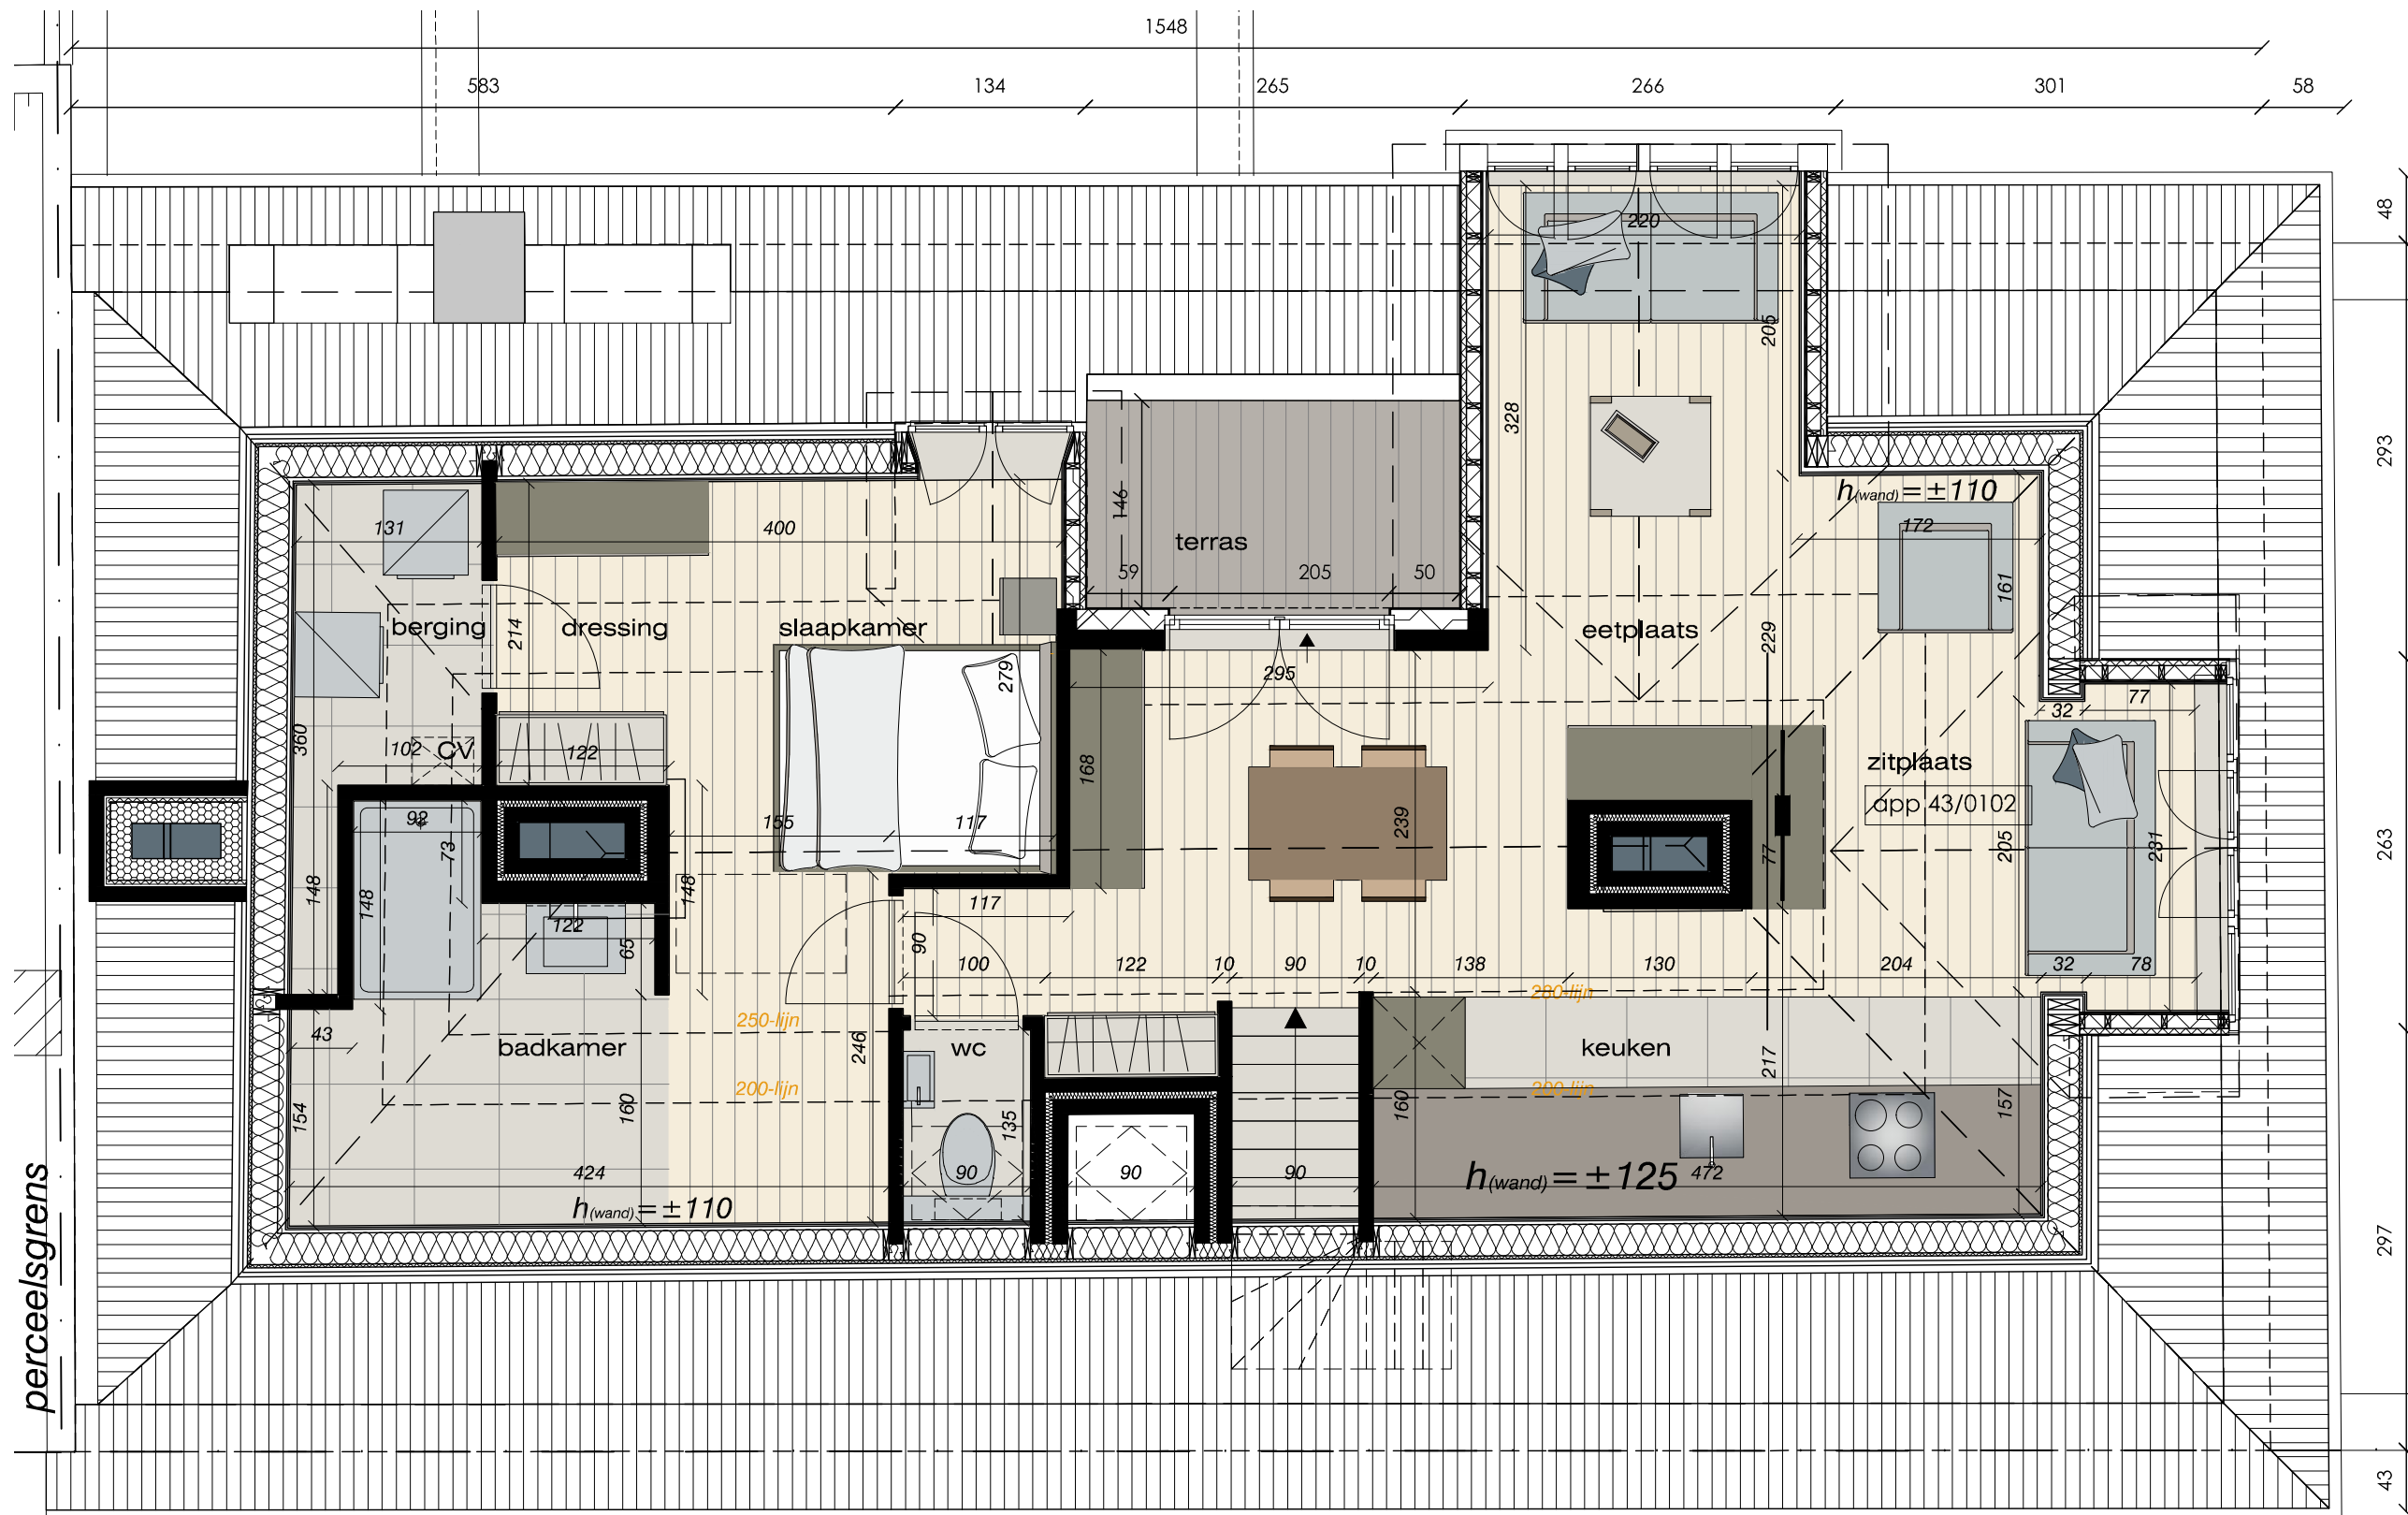 1548
583 134 265 266 301 58
48
220
205
328
293
h(wand)=±110
146
131 400 terras 172
59 205 50 161
berging dressing slaapkamer eetplaats
214 229
279 295
77
32
360 102 CV 122 168 zitplaats
app 43/0102
92 155 117 239 205 231 263
73 77
148 148 148
117
122 65 90
100 122 10 90 10 138 130 204 32 78
280-lijn
250-lijn
43 badkamer 246 wc keuken 217
200-lijn 200-lijn
154 160 135 160 157
424 90 90 90 h(wand)=±125 472
h(wand)=±110
297
perceelsgrens
43